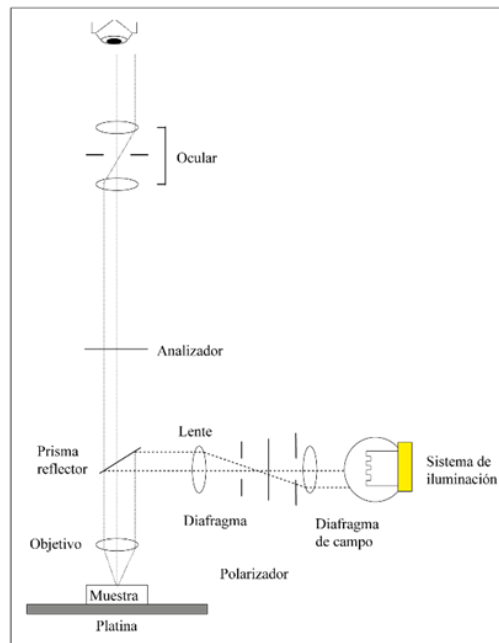 Ocular
Analizador
Lente
Prisma
reflector
Sistema de
iluminación
Diafragma
Diafragma
de campo
Objetivo
Polarizador
Muestra
Platina